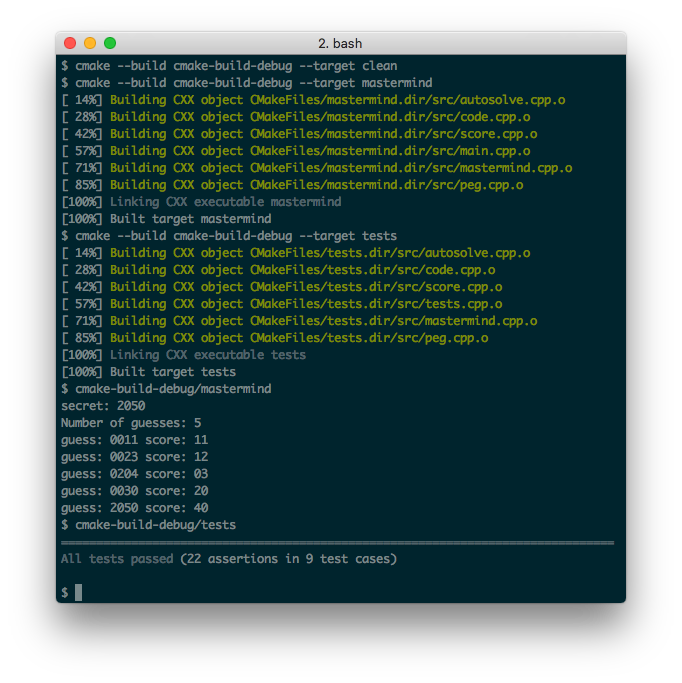 2. bash
$ cmake --build cmake-build-debug --target clean
$ cmake --build cmake-build-debug --target mastermind
[ 14%] Building CXX object CMakeFiles/mastermind.dir/src/autosolve.cpp.o
[ 28%] Building CXX object CMakeFiles/mastermind.dir/src/code.cpp.o
[ 42%] Building CXX object CMakeFiles/mastermind.dir/src/score.cpp.o
[ 57%] Building CXX object CMakeFiles/mastermind.dir/src/main.cpp.o
[ 71%] Building CXX object CMakeFiles/mastermind.dir/src/mastermind.cpp.o
[ 85%] Building CXX object CMakeFiles/mastermind.dir/src/peg.cpp.o
[100%] Linking CXX executable mastermind
[100%] Built target mastermind
$ cmake --build cmake-build-debug --target tests
[ 14%] Building CXX object CMakeFiles/tests.dir/src/autosolve.cpp.o
[ 28%] Building CXX object CMakeFiles/tests.dir/src/code.cpp.o
[ 42%] Building CXX object CMakeFiles/tests.dir/src/score.cpp.o
[ 57%] Building CXX object CMakeFiles/tests.dir/src/tests.cpp.o
[ 71%] Building CXX object CMakeFiles/tests.dir/src/mastermind.cpp.o
[ 85%] Building CXX object CMakeFiles/tests.dir/src/peg.cpp.o
[100%] Linking CXX executable tests
[100%] Built target tests
$ cmake-build-debug/mastermind
secret: 2050
Number of guesses: 5
guess: 0011 score: 11
guess: 0023 score: 12
guess: 0204 score: 03
guess: 0030 score: 20
guess: 2050 score: 40
$ cmake-build-debug/tests
===============================================================================
All tests passed (22 assertions in 9 test cases)
$